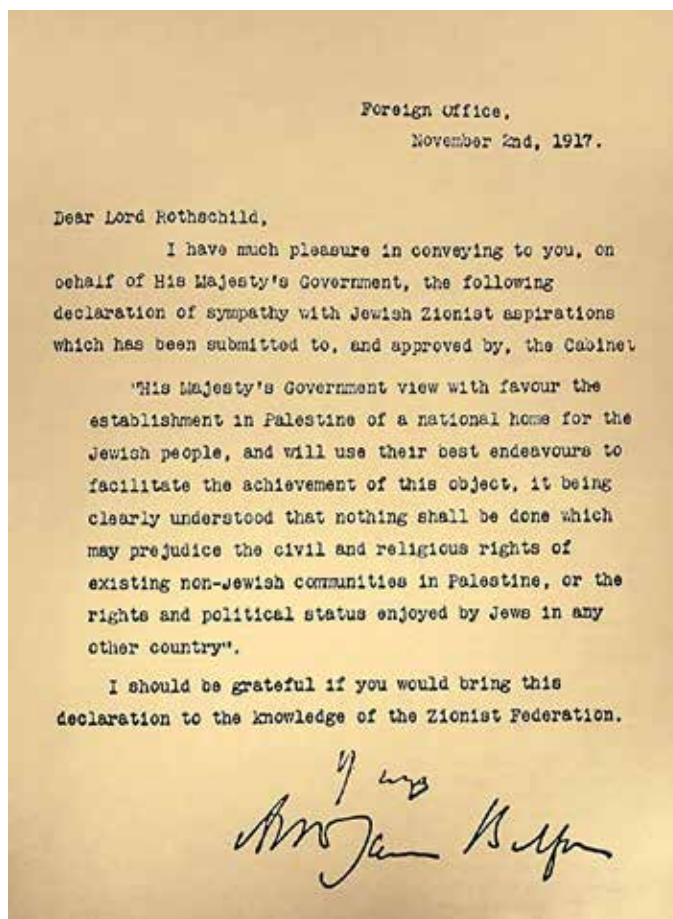 Foreign Office,
November 2nd, 1917.
Dear Lord Rothschild,
I have much pleasure in conveying to you, on
behalf of His Majesty's Government, the following
declaration of sympathy with Jewish Zionist aspirations
which has been submitted to, and approved by, the Cabinet
"His Majesty's Government view with favour the
establishment in Palestine of a national home for the
Jewish people, and will use their best endeavours to
facilitate the achievement of this object, it being
clearly understood that nothing shall be done which
may prejudice the civil and religious rights of
existing non-Jewish communities in Palestine, or the
rights and political status enjoyed by Jews in any
other country".
I should be grateful if you would bring this
declaration to the knowledge of the Zionist Federation.